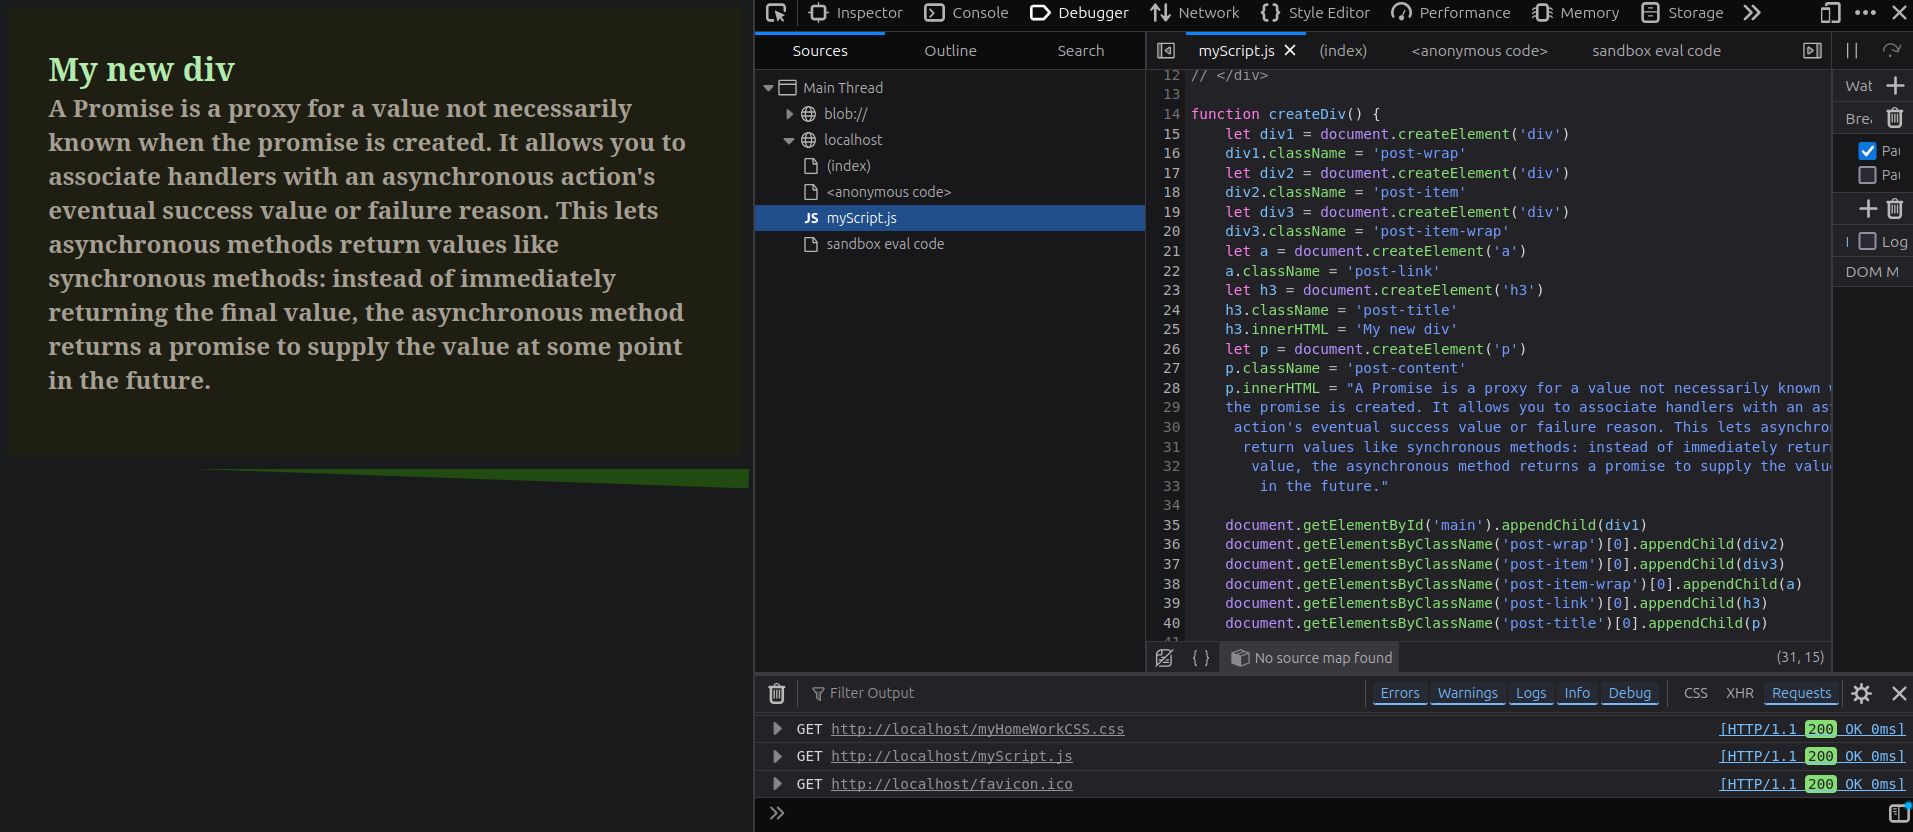 My new div
A Promise is a proxy for a value not necessarily
known when the promise is created. It allows you to
associate handlers with an asynchronous action's
eventual success value or failure reason. This lets
asynchronous methods return values like
synchronous methods: instead of immediately
returning the final value, the asynchronous method
returns a promise to supply the value at some point
in the future.
Inspector Console Debugger Network Style Editor Performance Memory Storage
Sources Outline Search
Main Thread
blob://
localhost
(index)
<anonymous code>
JS myScript.js
sandbox eval code
myScript.js (index) <anonymous code> sandbox eval code
12 // </div>
13
14 function createDiv() {
15 let div1 = document.createElement('div')
16 div1.className = 'post-wrap'
17 let div2 = document.createElement('div')
18 div2.className = 'post-item'
19 let div3 = document.createElement('div')
20 div3.className = 'post-item-wrap'
21 let a = document.createElement('a')
22 a.className = 'post-link'
23 let h3 = document.createElement('h3')
24 h3.className = 'post-title'
25 h3.innerHTML = 'My new div'
26 let p = document.createElement('p')
27 p.className = 'post-content'
28 p.innerHTML = "A Promise is a proxy for a value not necessarily known
29 the promise is created. It allows you to associate handlers with an as
30 action's eventual success value or failure reason. This lets asynchro
31 return values like synchronous methods: instead of immediately retur
32 value, the asynchronous method returns a promise to supply the valu
33 in the future."
34
35 document.getElementById('main').appendChild(div1)
36 document.getElementsByClassName('post-wrap')[0].appendChild(div2)
37 document.getElementsByClassName('post-item')[0].appendChild(div3)
38 document.getElementsByClassName('post-item-wrap')[0].appendChild(a)
39 document.getElementsByClassName('post-link')[0].appendChild(h3)
40 document.getElementsByClassName('post-title')[0].appendChild(p)
{ } No source map found (31, 15)
Wat
Brea
Pau
Pau
Log
DOM M
Filter Output Errors Warnings Logs Info Debug CSS XHR Requests
GET http://localhost/myHomeWorkCSS.css [HTTP/1.1 200 OK 0ms]
GET http://localhost/myScript.js [HTTP/1.1 200 OK 0ms]
GET http://localhost/favicon.ico [HTTP/1.1 200 OK 0ms]